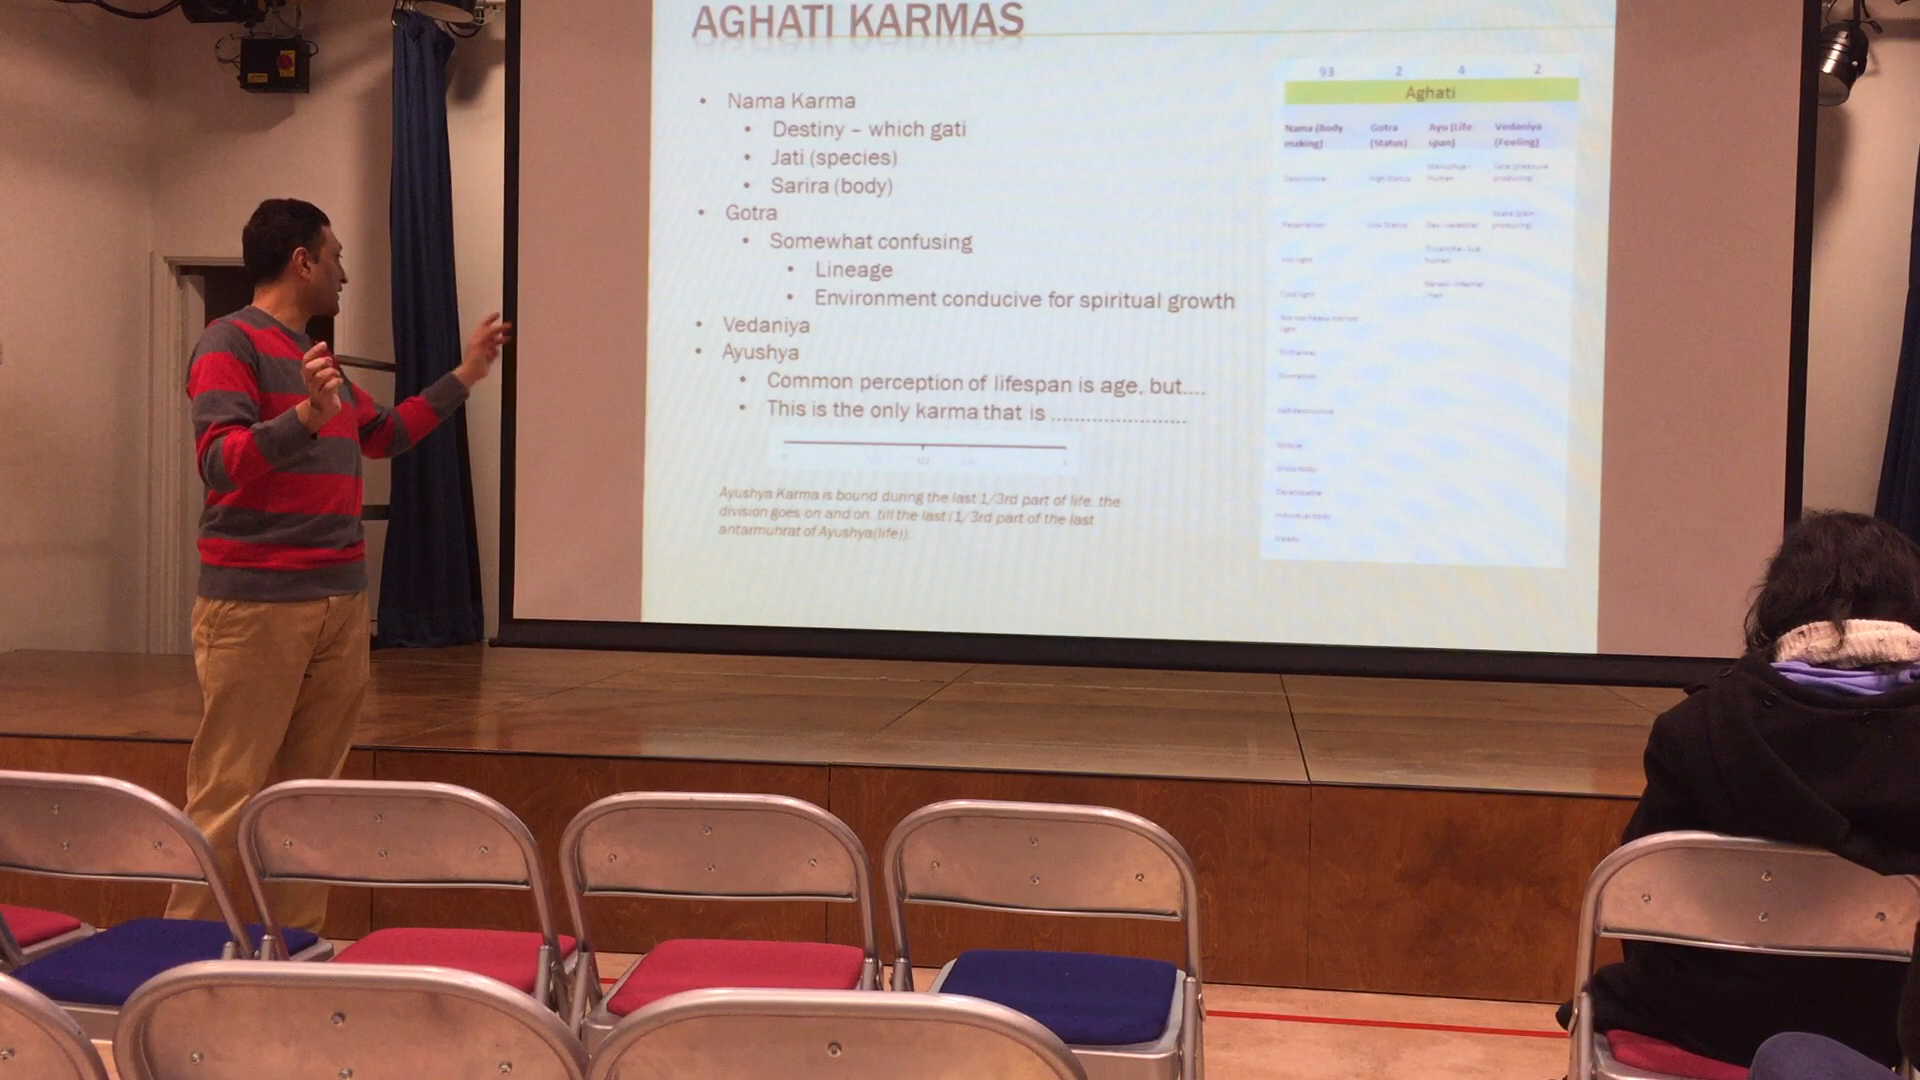 AGHATI KARMAS
• Nama Karma
• Destiny – which gati
• Jati (species)
• Sarira (body)
• Gotra
• Somewhat confusing
• Lineage
• Environment conducive for spiritual growth
• Vedaniya
• Ayushya
• Common perception of lifespan is age, but....
• This is the only karma that is .......................
Ayushya Karma is bound during the last 1/3rd part of life..the
division goes on and on..till the last (1/3rd part of the last
antarmuhrat of Ayushya(life)).
93 2 4 2
Aghati
Nama (Body making) Gotra (Status) Ayu (Life span) Vedaniya (Feeling)
High Status
Low Status